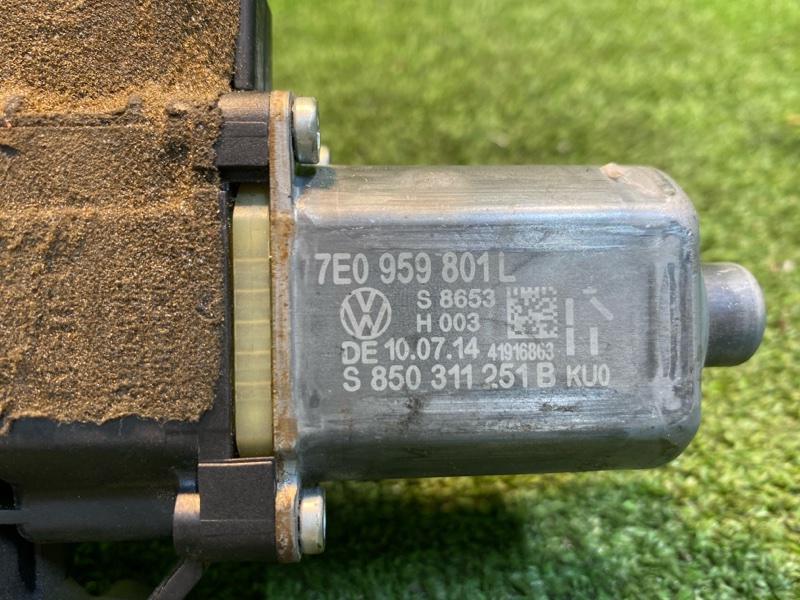 7E0 959 801 L
S 8653
H 003
DE 10.07.14 41916863
S 850 311 251 B KU0